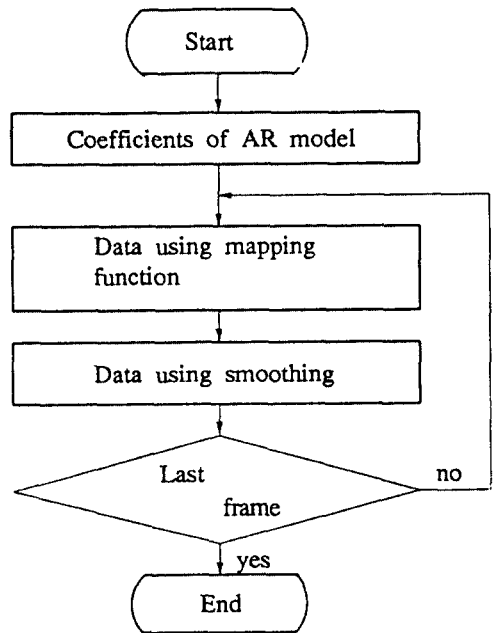 Start
Coefficients of AR model
Data using mapping
function
Data using smoothing
Last
frame
no
yes
End